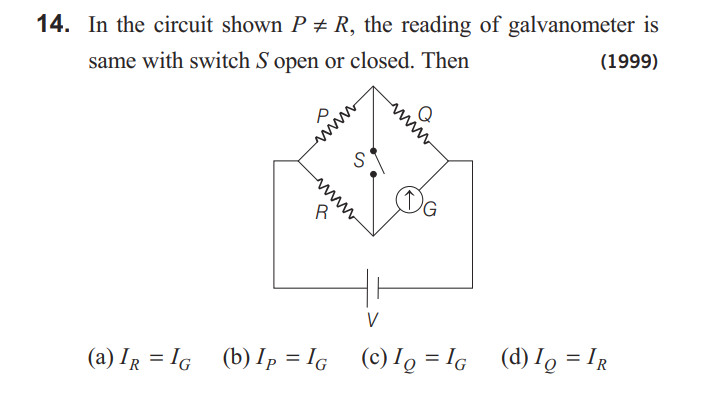 14. In the circuit shown P ≠ R, the reading of galvanometer is
same with switch S open or closed. Then (1999)
P
Q
S
R
G
V
(a) I_R = I_G (b) I_P = I_G (c) I_Q = I_G (d) I_Q = I_R